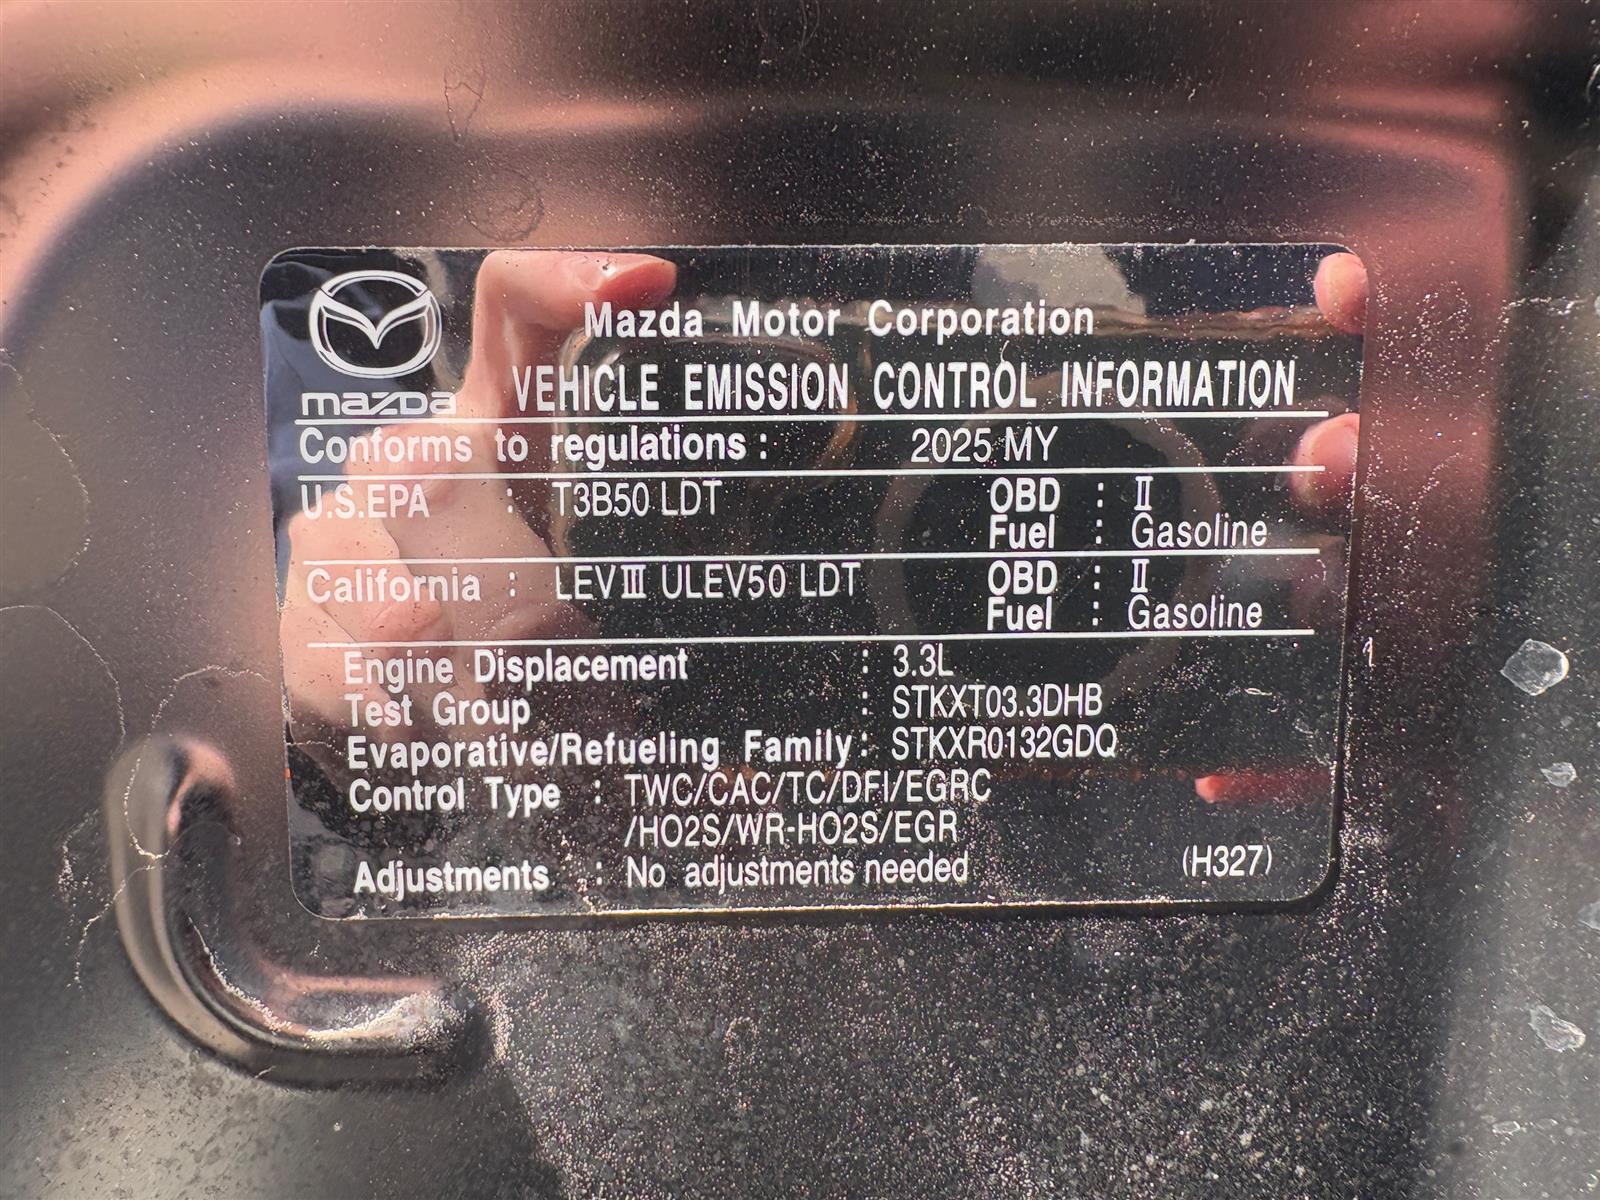 Mazda Motor Corporation
mazda VEHICLE EMISSION CONTROL INFORMATION
Conforms to regulations : 2025 MY
U.S.EPA : T3B50 LDT OBD : Ⅱ
Fuel : Gasoline
California : LEVⅢ ULEV50 LDT OBD : Ⅱ
Fuel : Gasoline
Engine Displacement : 3.3L
Test Group : STKXT03.3DHB
Evaporative/Refueling Family : STKXR0132GDQ
Control Type : TWC/CAC/TC/DFI/EGRC
/HO2S/WR-HO2S/EGR
Adjustments : No adjustments needed (H327)